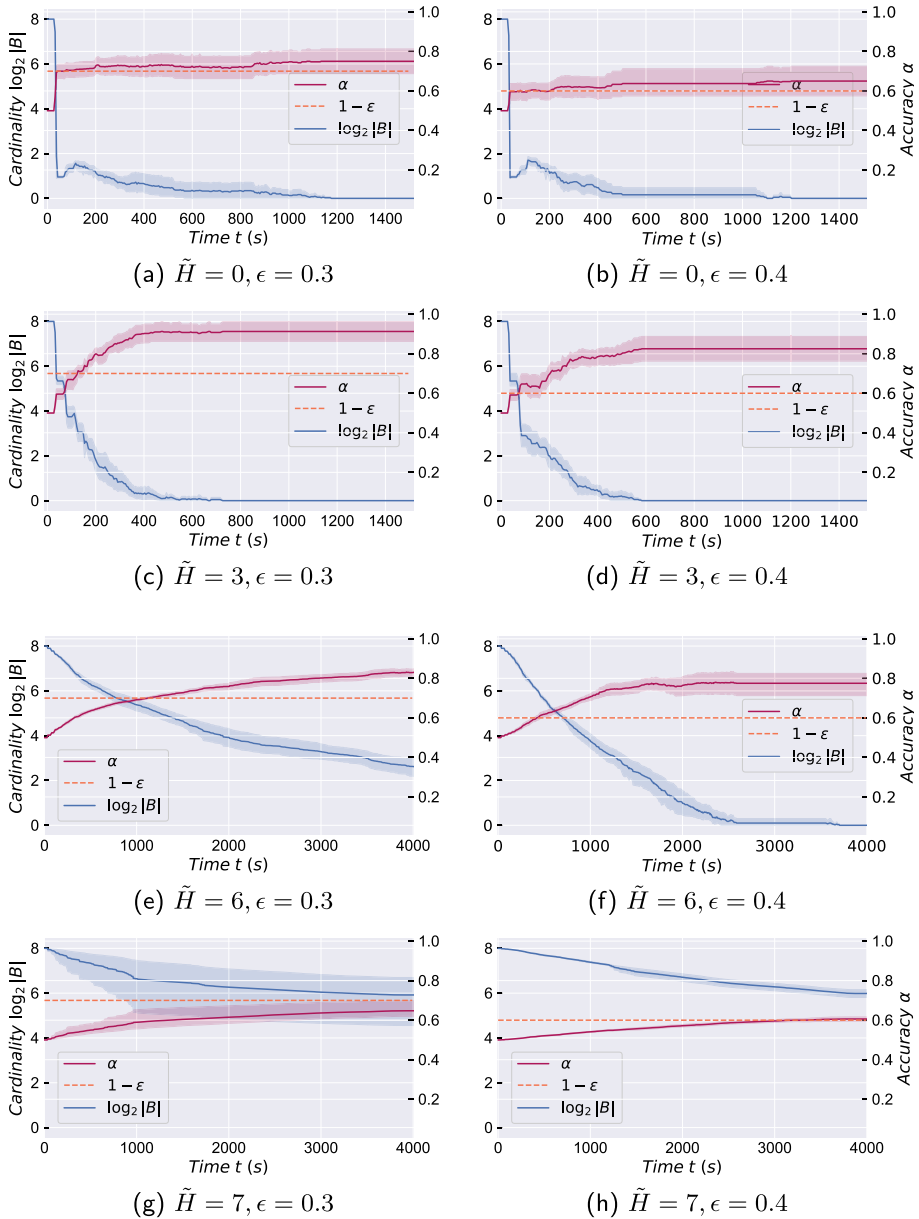 8 6 4 2 0
Cardinality log₂ |B|
1.0 0.8 0.6 0.4 0.2
α
1 − ε
log₂ |B|
0 200 400 600 800 1000 1200 1400
Time t (s)
(a) H̃ = 0, ϵ = 0.3
8 6 4 2 0
1.0 0.8 0.6 0.4 0.2
Accuracy α
α
1 − ε
log₂ |B|
0 200 400 600 800 1000 1200 1400
Time t (s)
(b) H̃ = 0, ϵ = 0.4
8 6 4 2 0
Cardinality log₂ |B|
1.0 0.8 0.6 0.4 0.2
α
1 − ε
log₂ |B|
0 200 400 600 800 1000 1200 1400
Time t (s)
(c) H̃ = 3, ϵ = 0.3
8 6 4 2 0
1.0 0.8 0.6 0.4 0.2
Accuracy α
α
1 − ε
log₂ |B|
0 200 400 600 800 1000 1200 1400
Time t (s)
(d) H̃ = 3, ϵ = 0.4
8 6 4 2 0
Cardinality log₂ |B|
1.0 0.8 0.6 0.4 0.2
α
1 − ε
log₂ |B|
0 1000 2000 3000 4000
Time t (s)
(e) H̃ = 6, ϵ = 0.3
8 6 4 2 0
1.0 0.8 0.6 0.4 0.2
Accuracy α
α
1 − ε
log₂ |B|
0 1000 2000 3000 4000
Time t (s)
(f) H̃ = 6, ϵ = 0.4
8 6 4 2 0
Cardinality log₂ |B|
1.0 0.8 0.6 0.4 0.2
α
1 − ε
log₂ |B|
0 1000 2000 3000 4000
Time t (s)
(g) H̃ = 7, ϵ = 0.3
8 6 4 2 0
1.0 0.8 0.6 0.4 0.2
Accuracy α
α
1 − ε
log₂ |B|
0 1000 2000 3000 4000
Time t (s)
(h) H̃ = 7, ϵ = 0.4